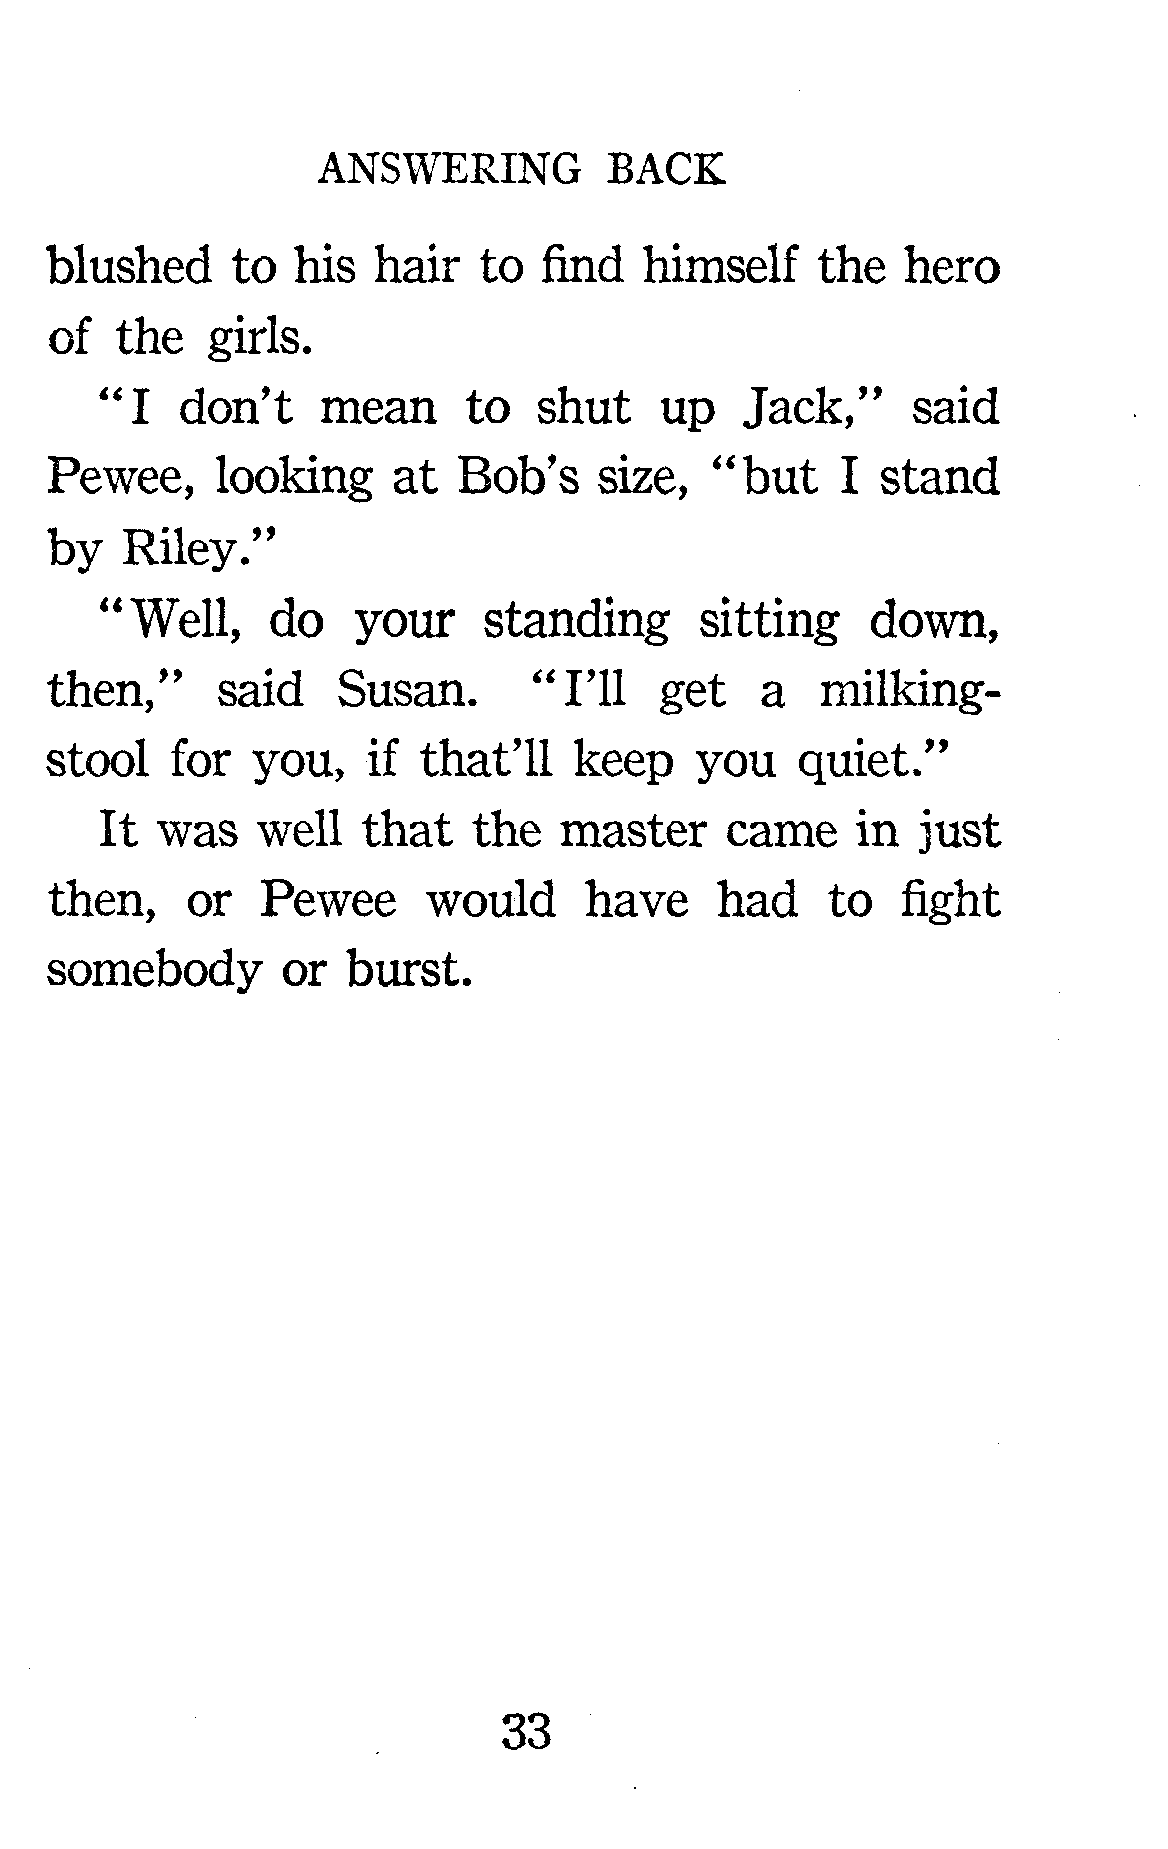 ANSWERING BACK
blushed to his hair to find himself the hero
of the girls.
“I don’t mean to shut up Jack,” said
Pewee, looking at Bob’s size, “but I stand
by Riley.”
“Well, do your standing sitting down,
then,” said Susan. “I’ll get a milking-
stool for you, if that’ll keep you quiet.”
It was well that the master came in just
then, or Pewee would have had to fight
somebody or burst.
33